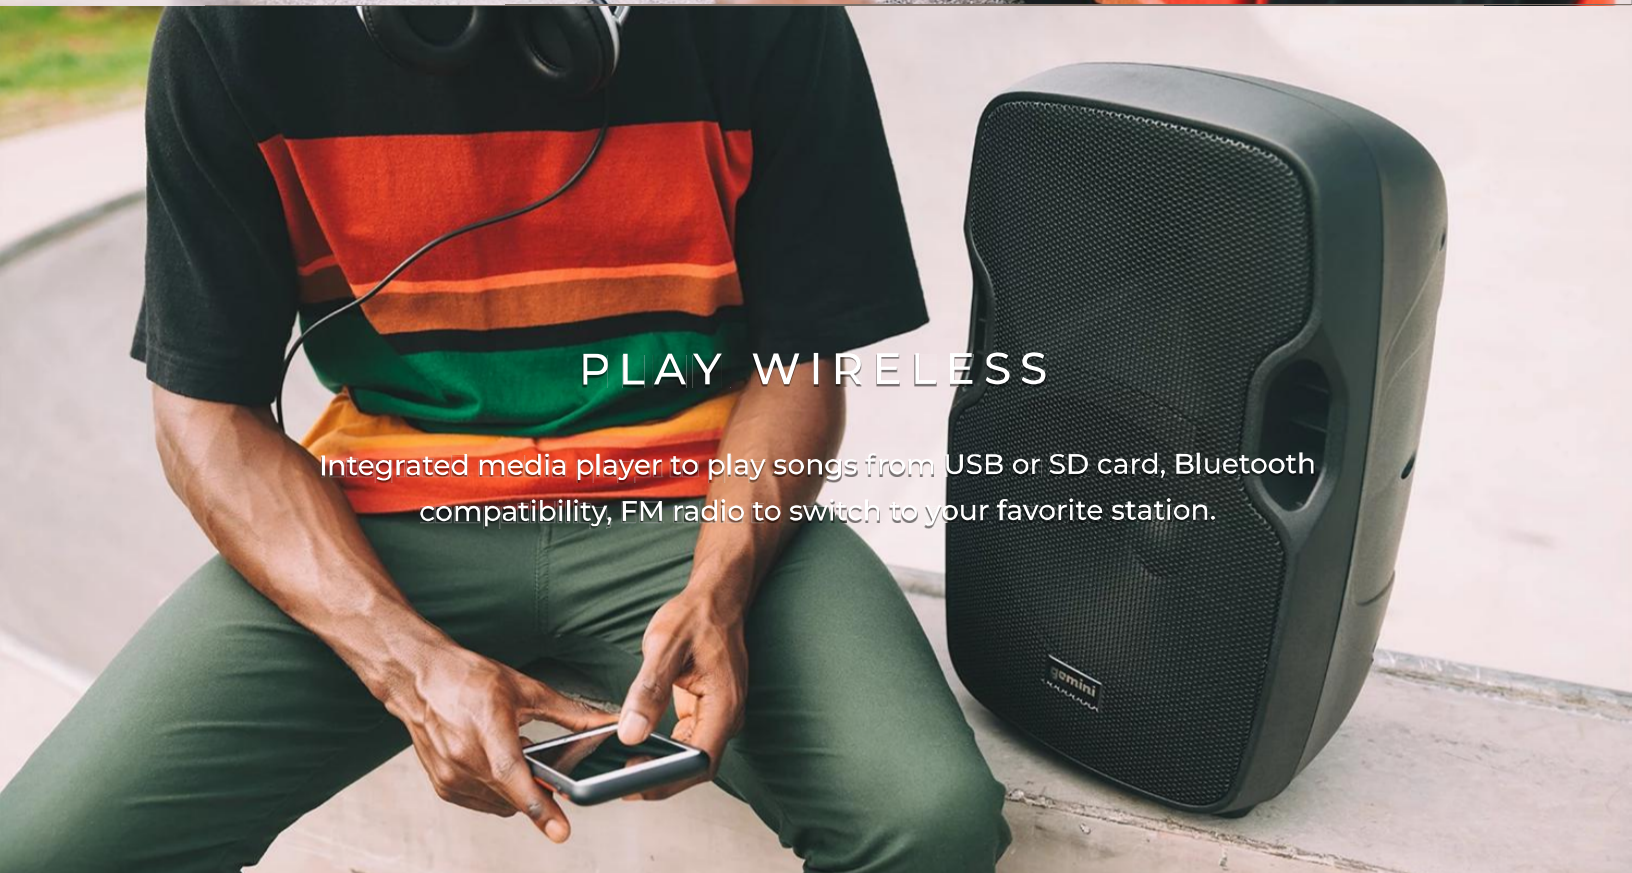 PLAY WIRELESS
Integrated media player to play songs from USB or SD card, Bluetooth
compatibility, FM radio to switch to your favorite station.
gemini